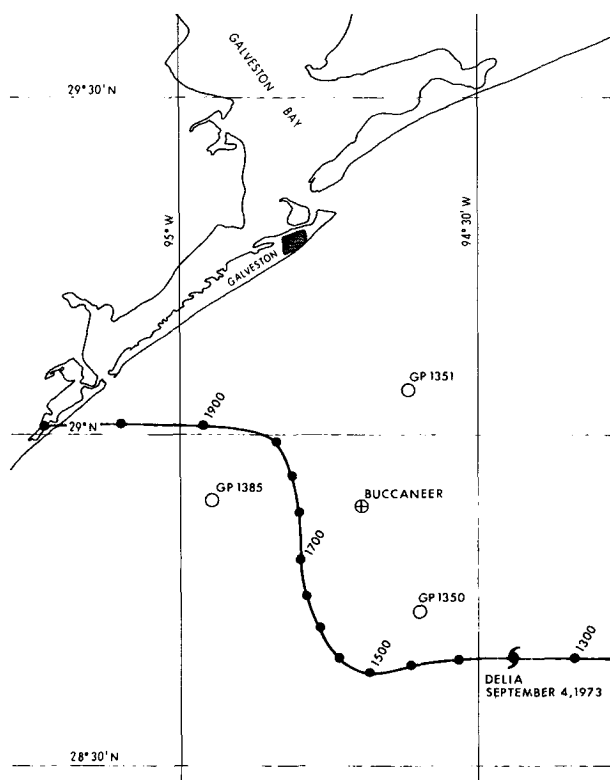 GALVESTON
BAY
29° 30' N
95° W
94° 30' W
GALVESTON
GP 1351
1900
29° N
GP 1385
BUCCANEER
1700
GP 1350
1500
1300
DELIA
SEPTEMBER 4, 1973
28° 30' N